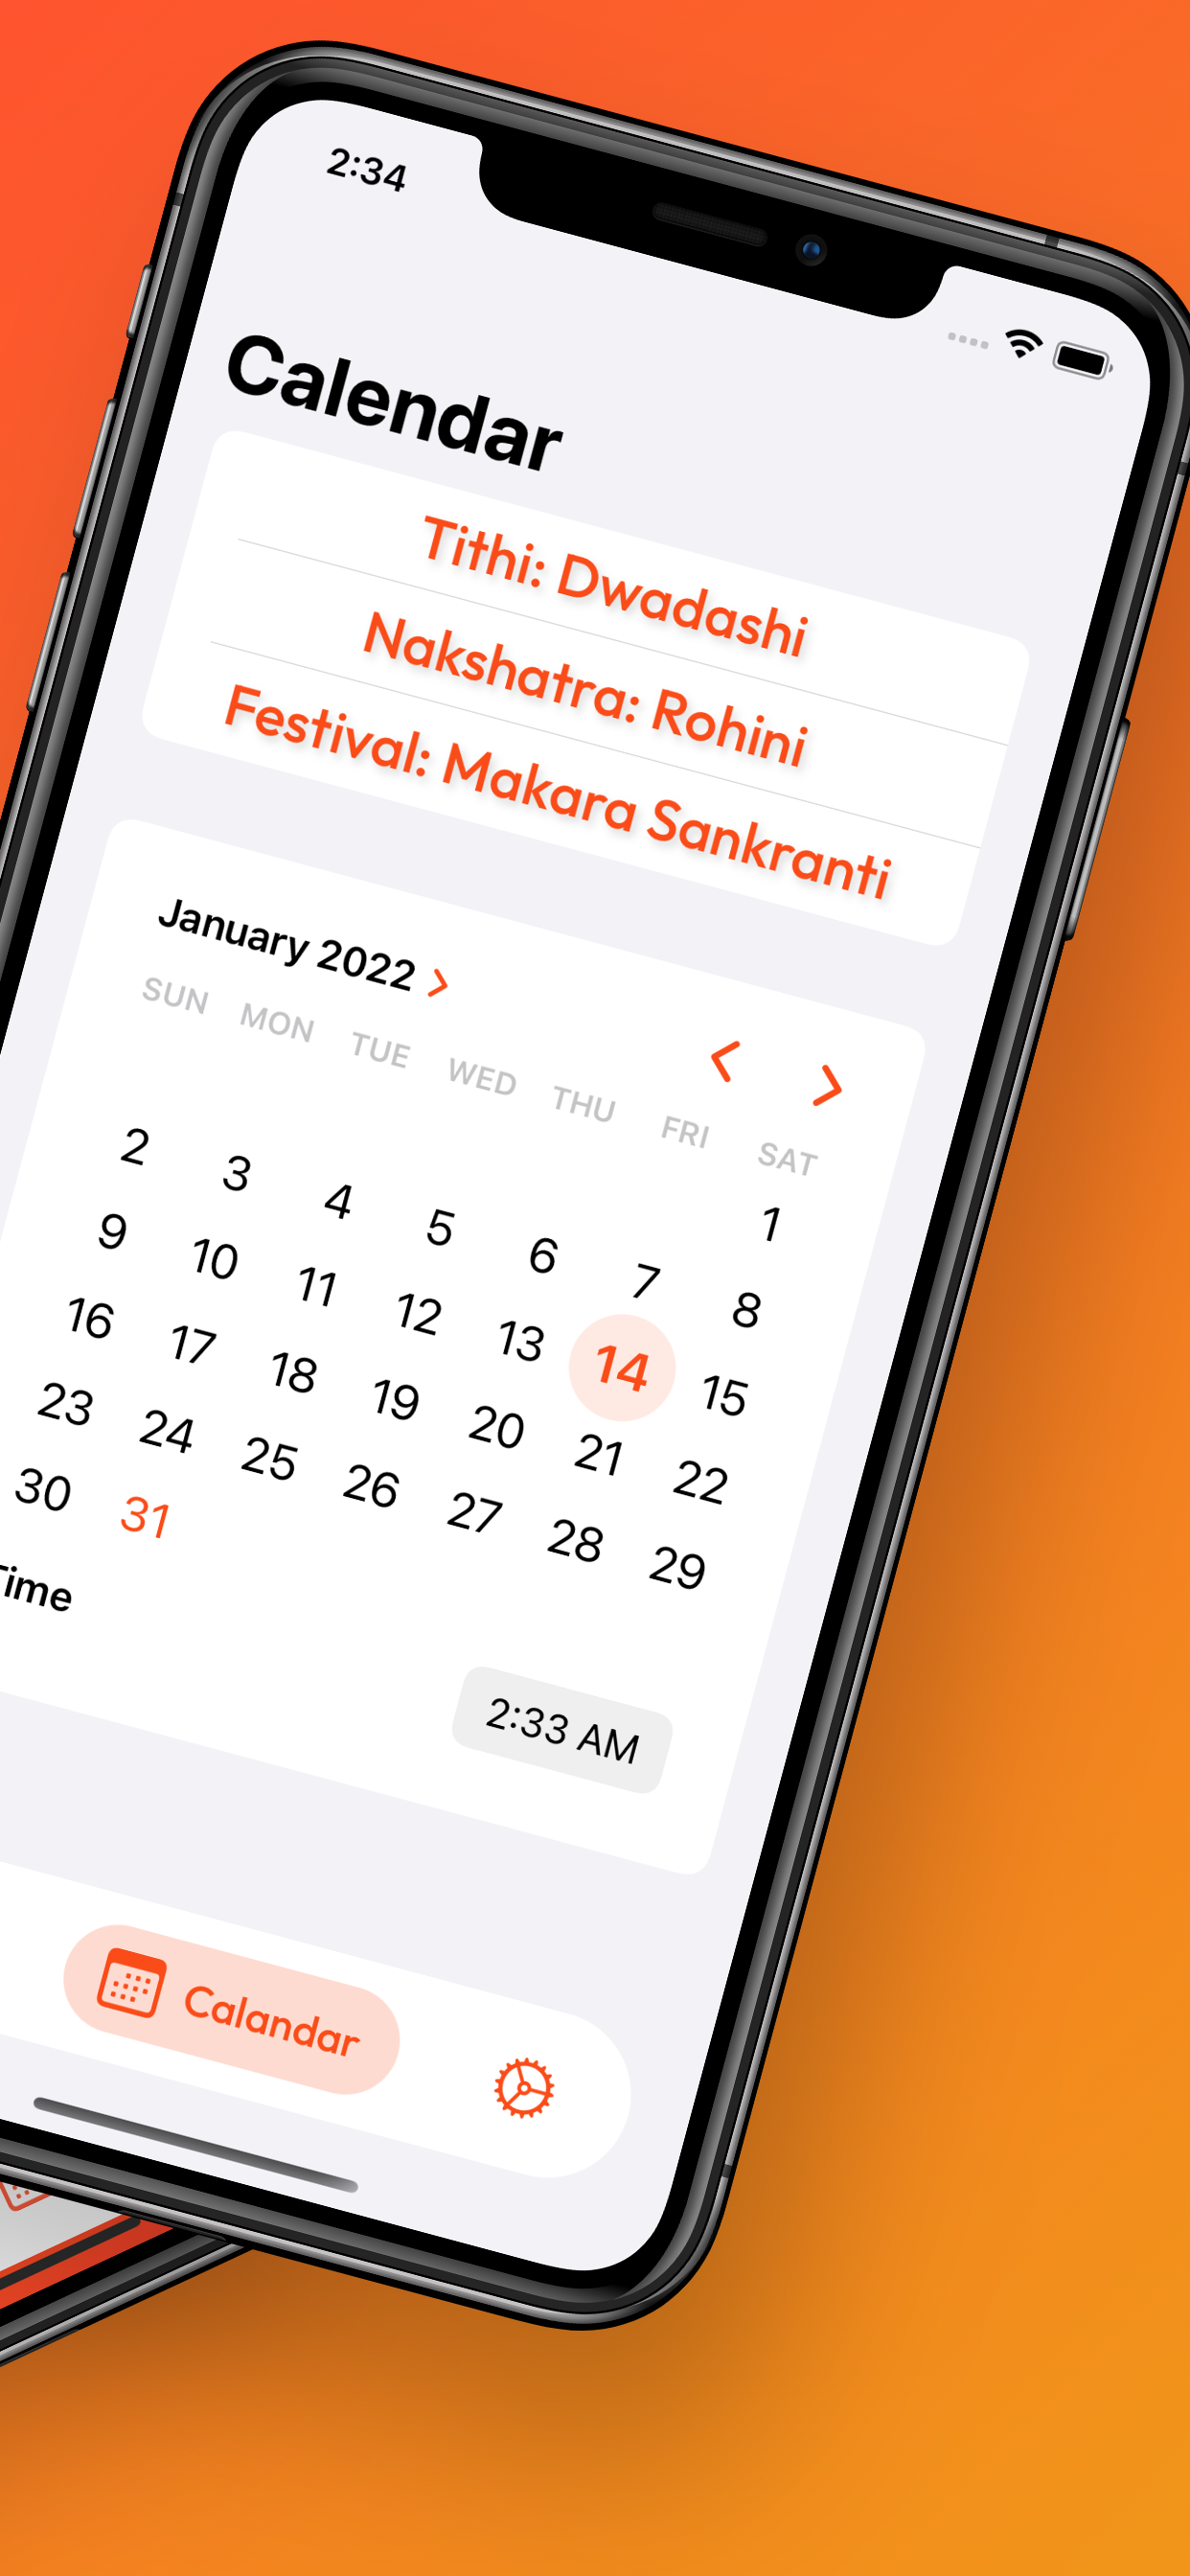 2:34
Calendar
Tithi: Dwadashi
Nakshatra: Rohini
Festival: Makara Sankranti
January 2022 >
< >
SUN MON TUE WED THU FRI SAT
1
2 3 4 5 6 7 8
9 10 11 12 13 14 15
16 17 18 19 20 21 22
23 24 25 26 27 28 29
30 31
Time
2:33 AM
Calandar